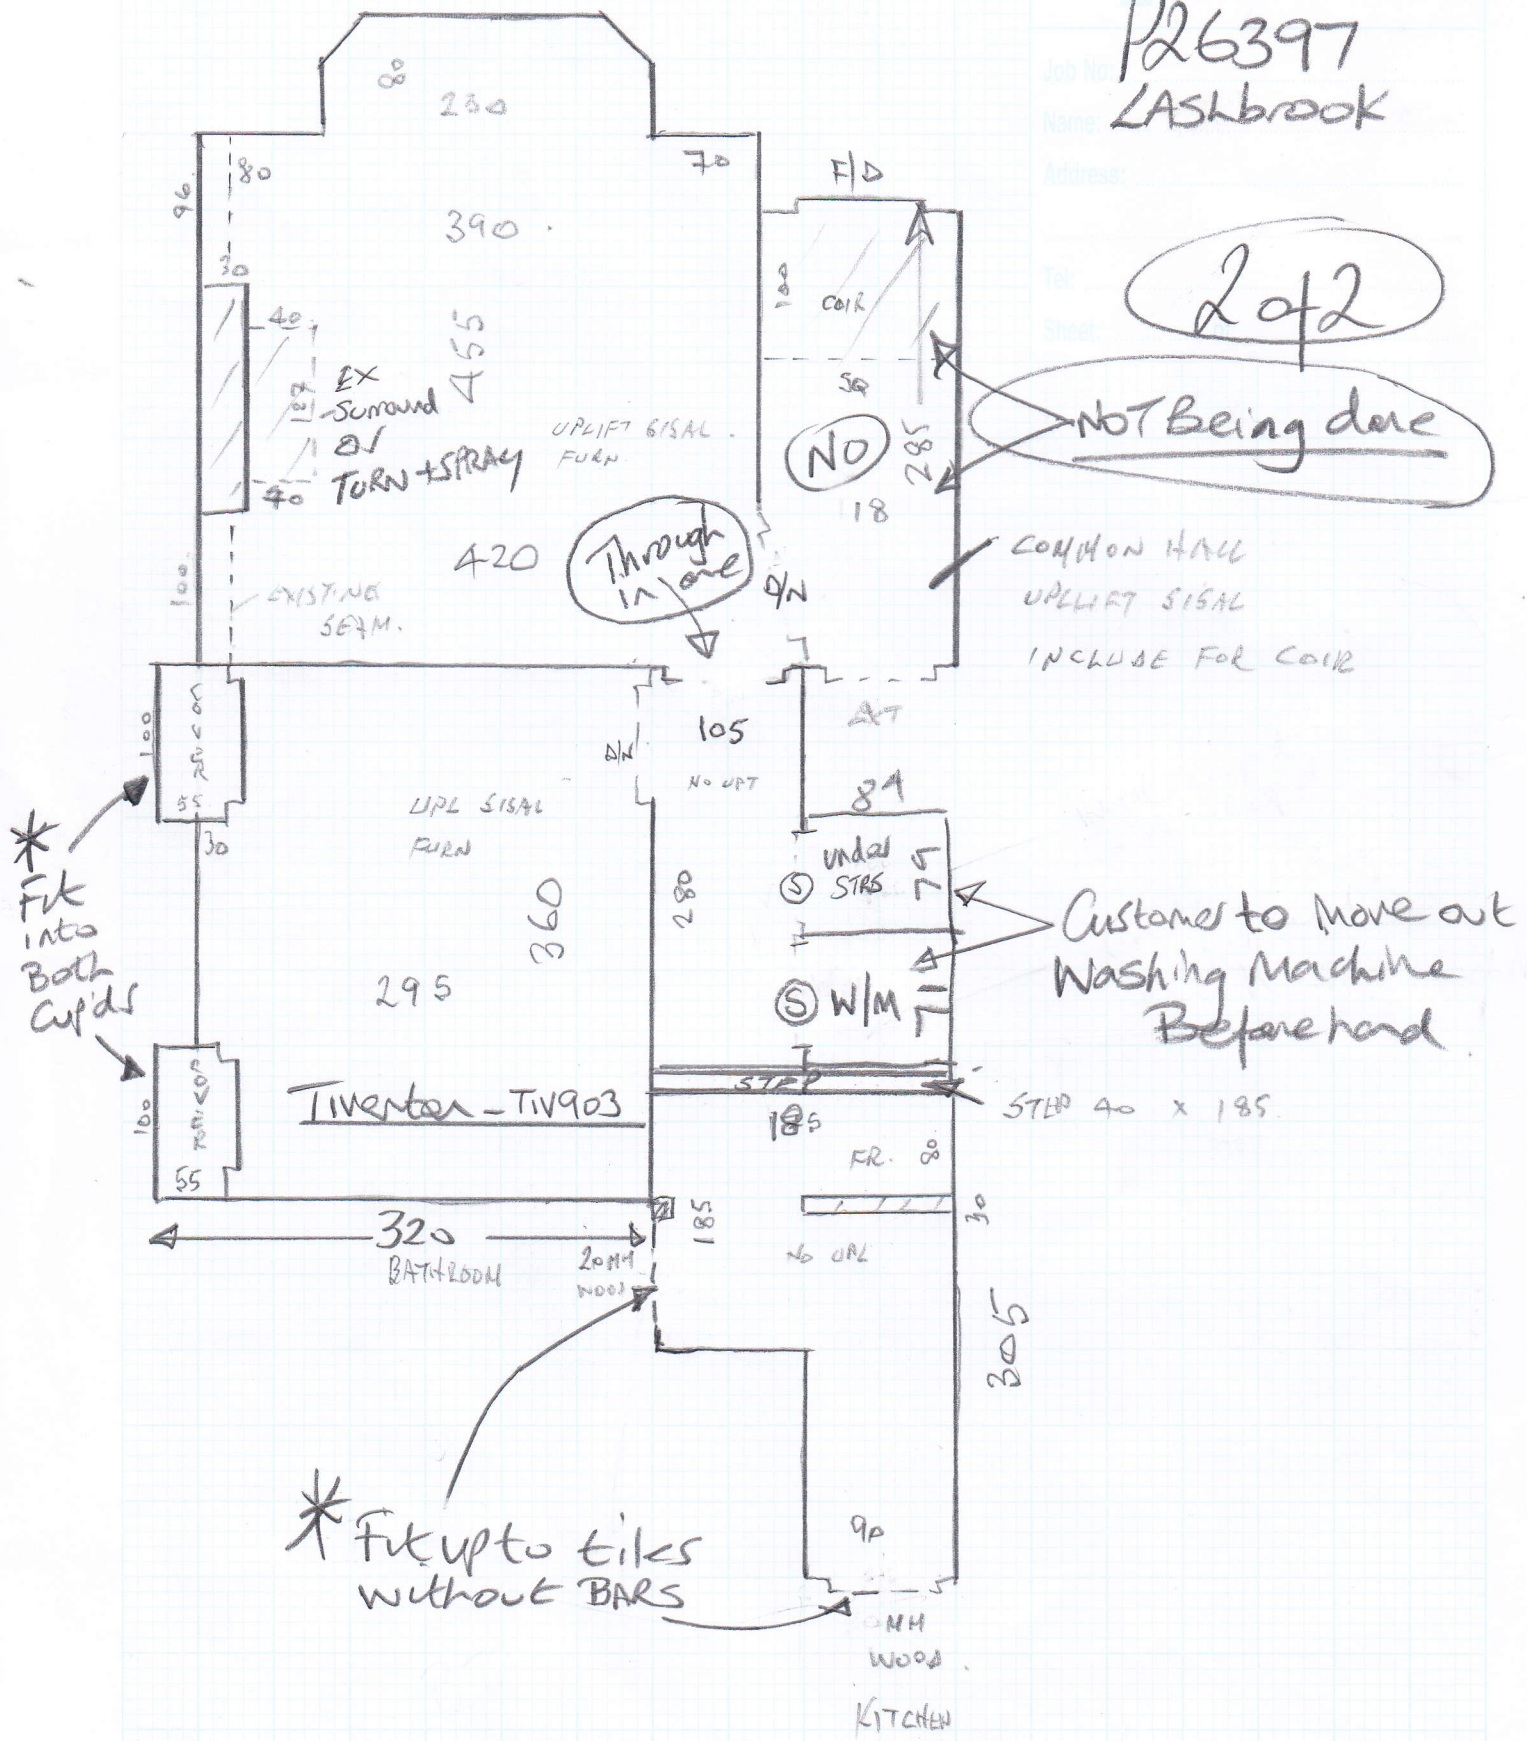 P26397
Job No:
Name:
LAShbrook
Address:
Tel:
Sheet:
2 of 2
NOT Being done
80
230
70
F/D
96
80
390
30
100
COIR
40
455
127
EX
Surround
OV
TURN + SPRAY
40
UPLIFT SISAL
FURN
SQ
NO
285
18
420
Through
in one
D/N
COMMON HALL
UPLLIFT SISAL
INCLUDE FOR COIR
100
EXISTING
SEAM.
105
NO UPT
D/N
100
55
30
UPL SISAL
FURN
84
under
STRS
75
S
280
360
295
S W/M
71
Customer to Move out
Washing Machine
Beforehand
* Fit
into
Both
Cup'ds
100
55
Tiverton - TIV903
STEP
STEP 40 x 185
185
FR. 80
185
30
320
BATHROOM
20MM
WOOD
NO UPL
305
* Fit up to tiles
without BARS
90
MM
WOOD
KITCHEN